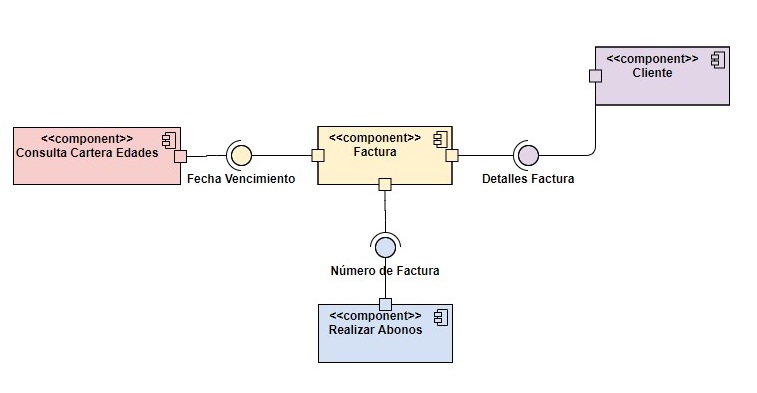 <<component>>
Cliente
<<component>>
Consulta Cartera Edades
<<component>>
Factura
Fecha Vencimiento
Detalles Factura
Número de Factura
<<component>>
Realizar Abonos